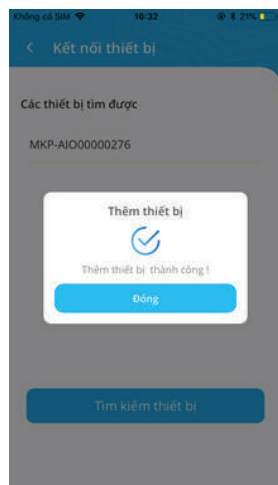 Không có SIM 16:32 21%
Kết nối thiết bị
Các thiết bị tìm được
MKP-AIO00000276
Thêm thiết bị
Thêm thiết bị thành công !
Đóng
Tìm kiếm thiết bị